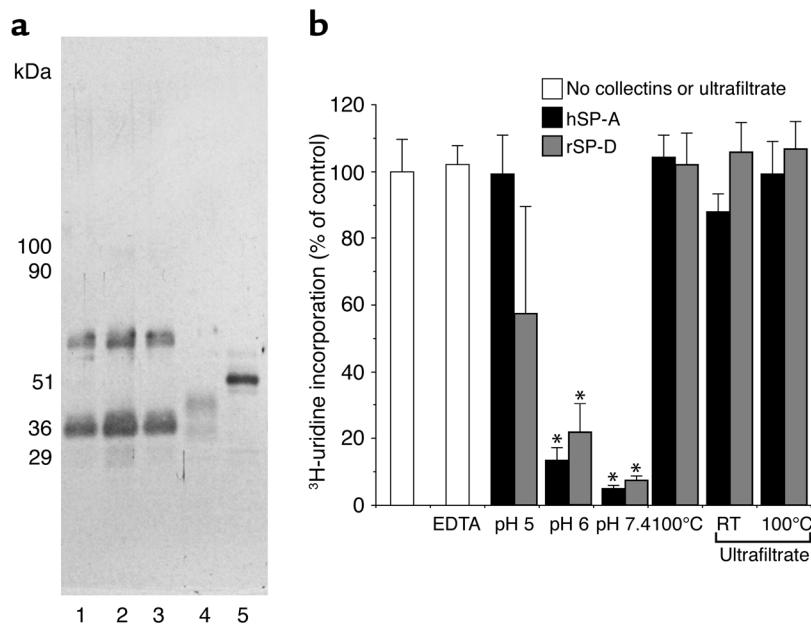 a
kDa
100
90
51
36
29
1 2 3 4 5
b
No collectins or ultrafiltrate
hSP-A
rSP-D
³H-uridine incorporation (% of control)
120
100
80
60
40
20
0
* * * *
EDTA pH 5 pH 6 pH 7.4 100°C RT 100°C
Ultrafiltrate